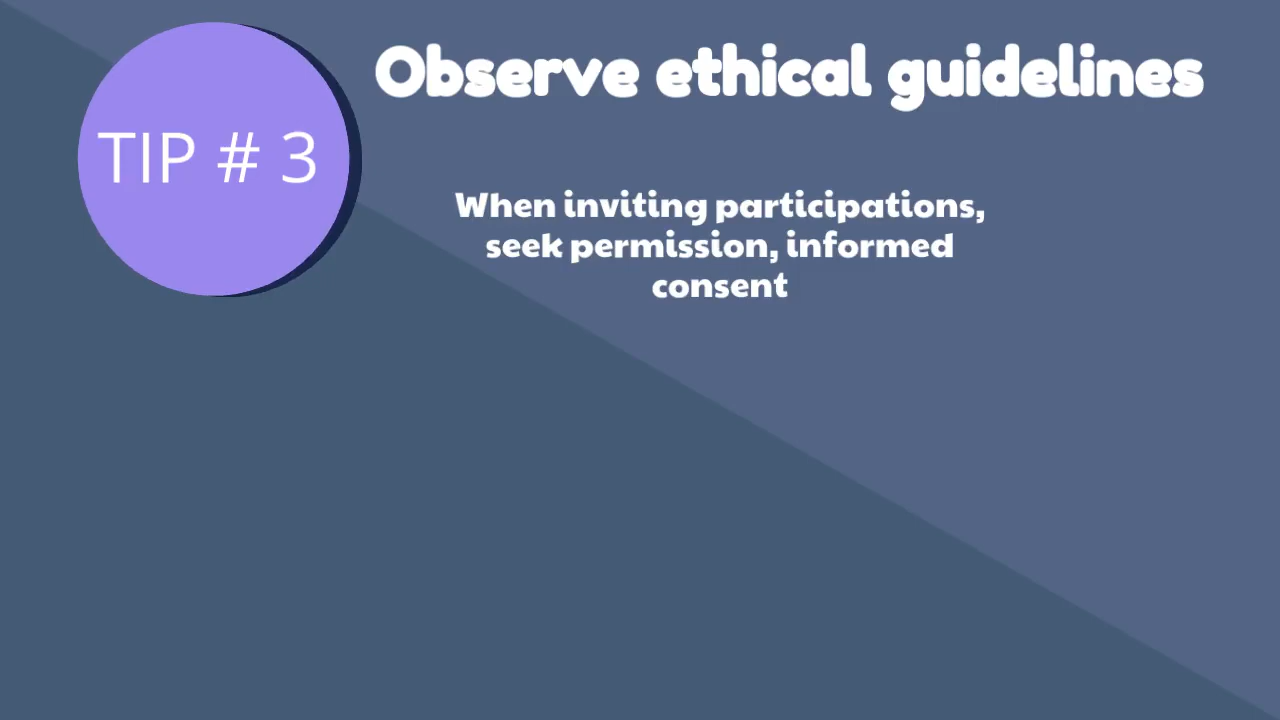 TIP # 3
Observe ethical guidelines
When inviting participations,
seek permission, informed
consent